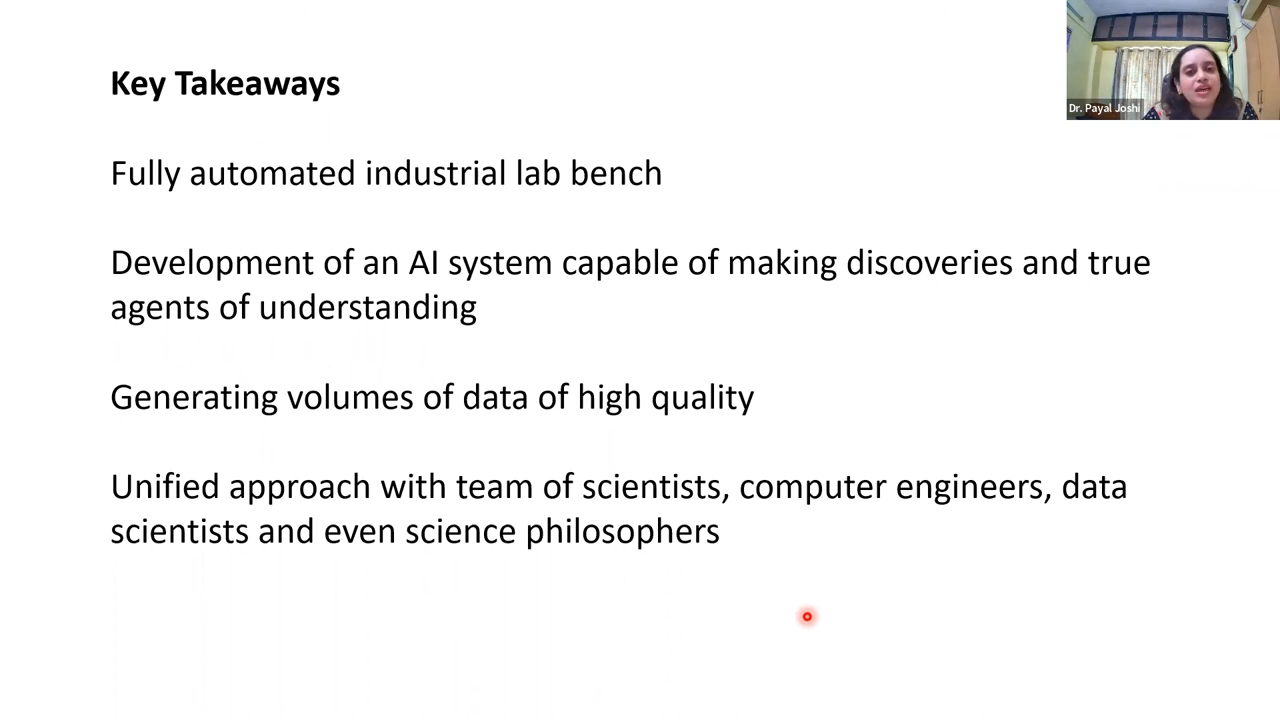 Key Takeaways
Dr. Payal Joshi
Fully automated industrial lab bench
Development of an AI system capable of making discoveries and true
agents of understanding
Generating volumes of data of high quality
Unified approach with team of scientists, computer engineers, data
scientists and even science philosophers